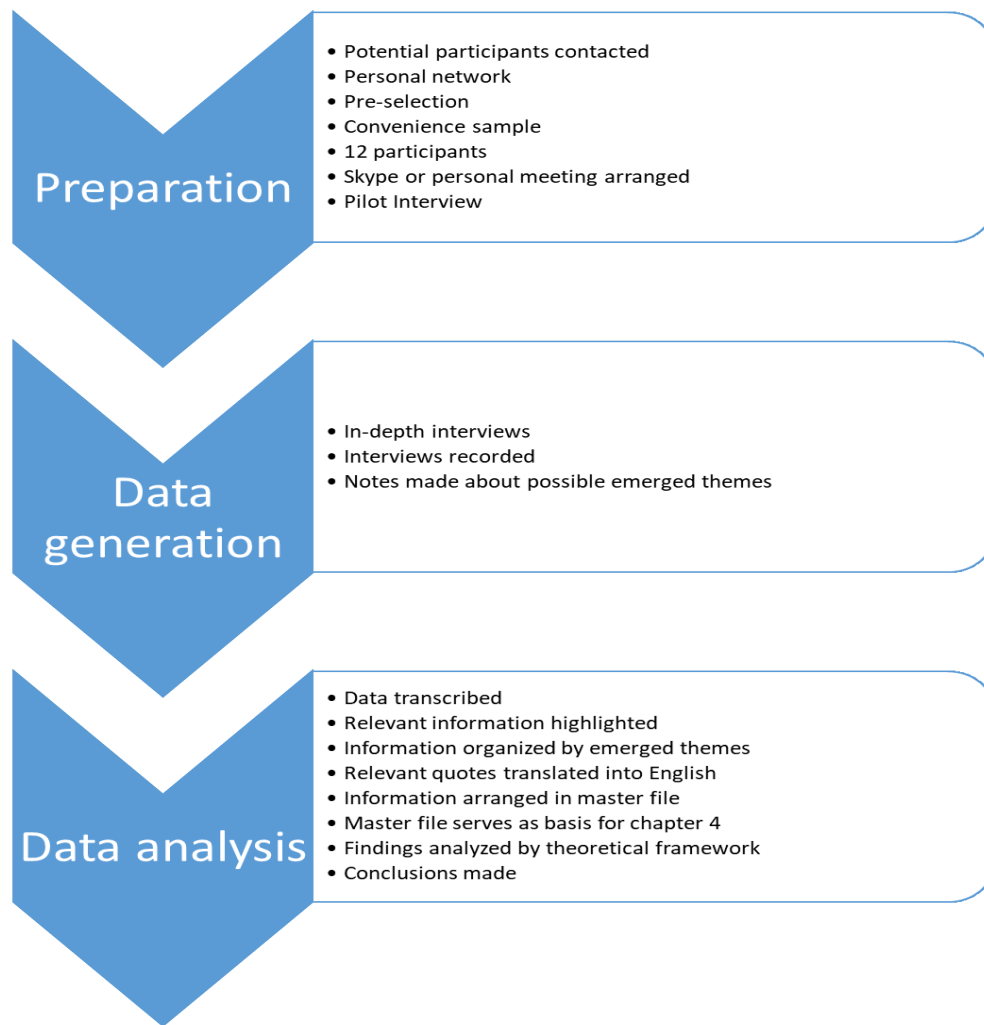 Preparation
• Potential participants contacted
• Personal network
• Pre-selection
• Convenience sample
• 12 participants
• Skype or personal meeting arranged
• Pilot Interview
Data
generation
• In-depth interviews
• Interviews recorded
• Notes made about possible emerged themes
Data analysis
• Data transcribed
• Relevant information highlighted
• Information organized by emerged themes
• Relevant quotes translated into English
• Information arranged in master file
• Master file serves as basis for chapter 4
• Findings analyzed by theoretical framework
• Conclusions made